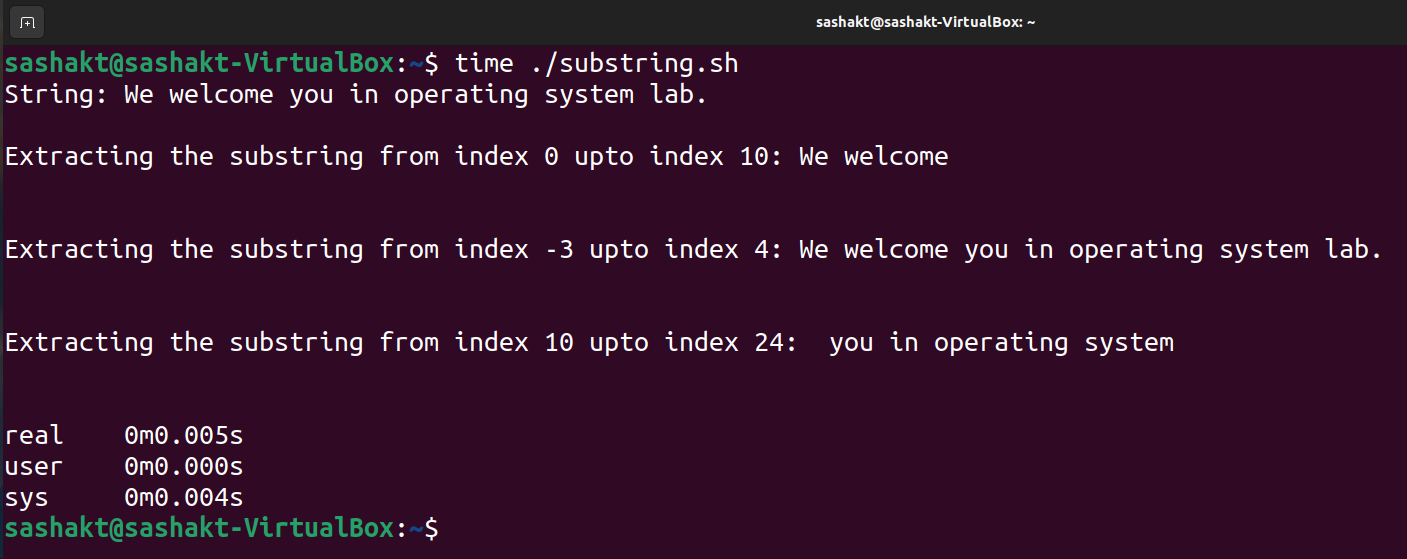 sashakt@sashakt-VirtualBox: ~
sashakt@sashakt-VirtualBox:~$ time ./substring.sh
String: We welcome you in operating system lab.
Extracting the substring from index 0 upto index 10: We welcome
Extracting the substring from index -3 upto index 4: We welcome you in operating system lab.
Extracting the substring from index 10 upto index 24:  you in operating system
real    0m0.005s
user    0m0.000s
sys     0m0.004s
sashakt@sashakt-VirtualBox:~$